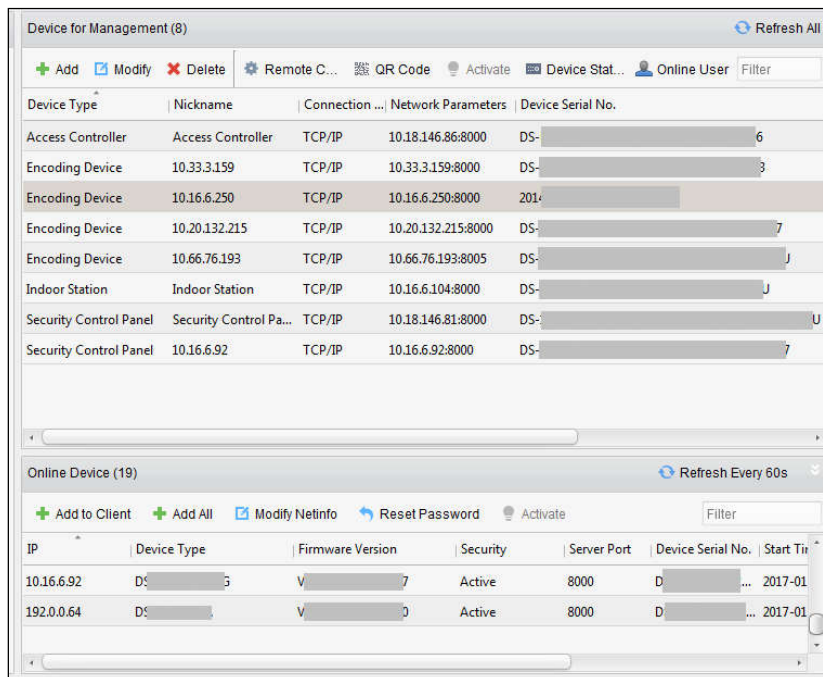 Device for Management (8) Refresh All
Add Modify Delete Remote C... QR Code Activate Device Stat... Online User Filter
Device Type Nickname Connection ... Network Parameters Device Serial No.
Access Controller Access Controller TCP/IP 10.18.146.86:8000 DS- 6
Encoding Device 10.33.3.159 TCP/IP 10.33.3.159:8000 DS- 3
Encoding Device 10.16.6.250 TCP/IP 10.16.6.250:8000 2014
Encoding Device 10.20.132.215 TCP/IP 10.20.132.215:8000 DS- 7
Encoding Device 10.66.76.193 TCP/IP 10.66.76.193:8005 DS- U
Indoor Station Indoor Station TCP/IP 10.16.6.104:8000 DS- U
Security Control Panel Security Control Pa... TCP/IP 10.18.146.81:8000 DS- U
Security Control Panel 10.16.6.92 TCP/IP 10.16.6.92:8000 DS- 7
Online Device (19) Refresh Every 60s
Add to Client Add All Modify Netinfo Reset Password Activate Filter
IP Device Type Firmware Version Security Server Port Device Serial No. Start Tir
10.16.6.92 DS G V 7 Active 8000 D ... 2017-01
192.0.0.64 DS V 0 Active 8000 D ... 2017-01